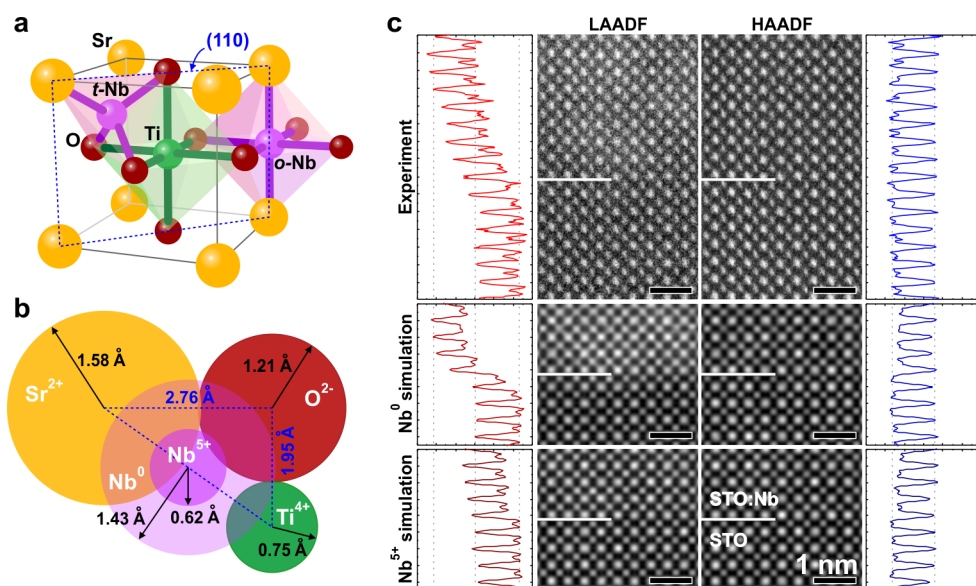 a
Sr
(110)
t-Nb
O
Ti
o-Nb
b
1.58 Å
1.21 Å
Sr2+
2.76 Å
O2-
Nb5+
1.95 Å
Nb0
1.43 Å
0.62 Å
Ti4+
0.75 Å
c
LAADF
HAADF
Experiment
Nb0 simulation
Nb5+ simulation
STO:Nb
STO
1 nm